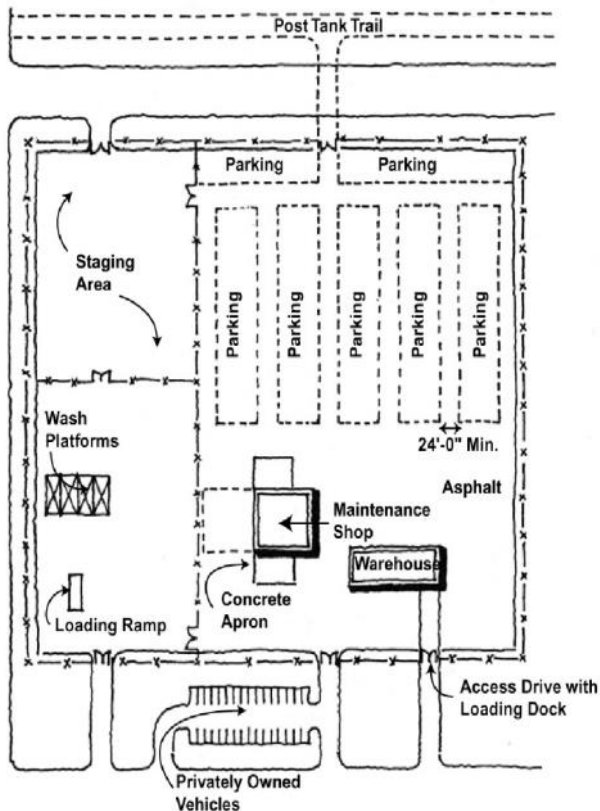 Post Tank Trail
Parking
Parking
Staging
Area
Parking
Parking
Parking
Parking
Parking
Wash
Platforms
24'-0" Min.
Asphalt
Maintenance
Shop
Warehouse
Concrete
Apron
Loading Ramp
Access Drive with
Loading Dock
Privately Owned
Vehicles